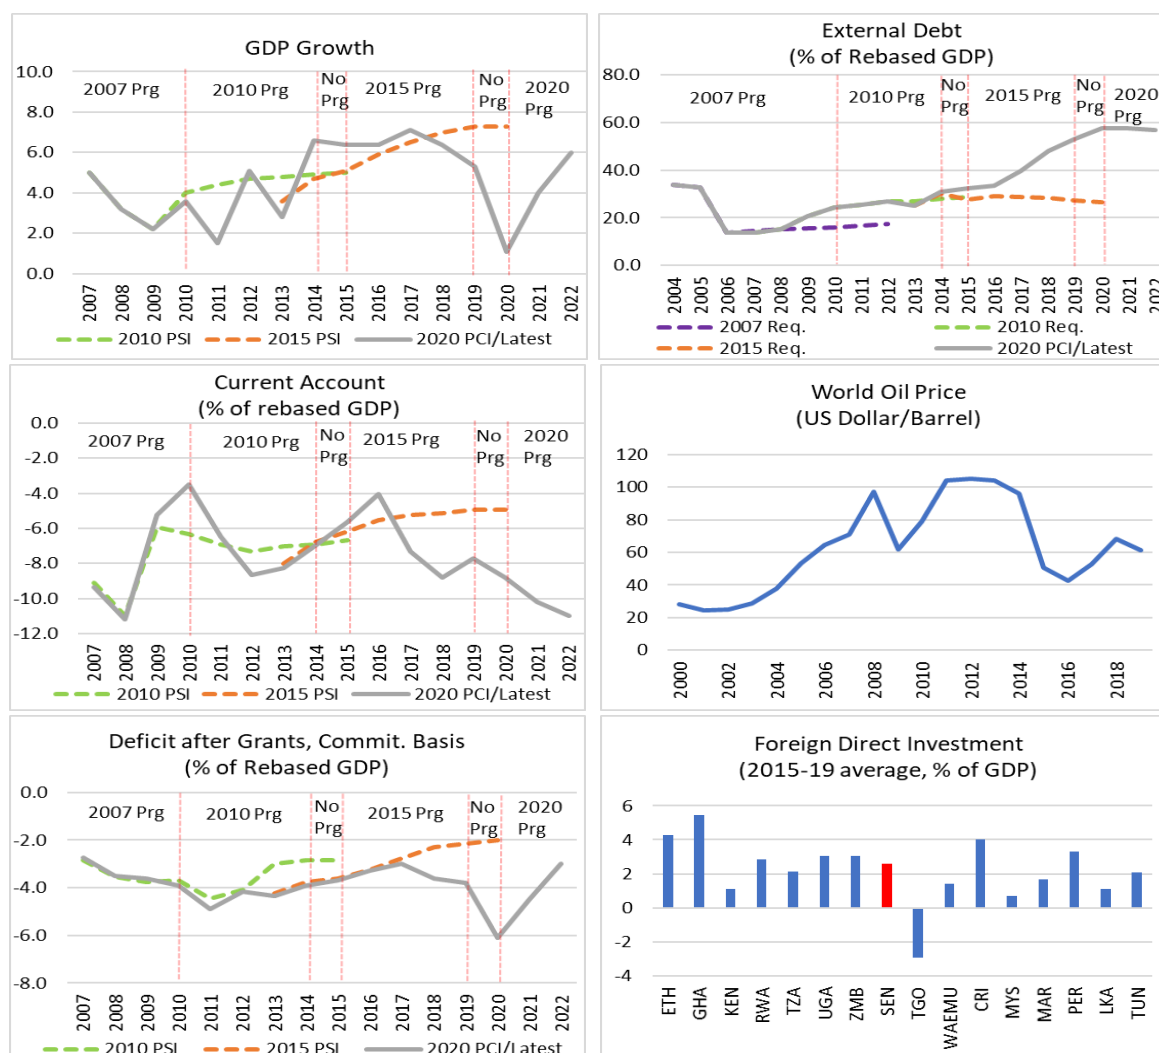 GDP Growth
10.0
8.0
6.0
4.0
2.0
0.0
2007 Prg
2010 Prg
No
Prg
2015 Prg
No
Prg
2020
Prg
2007
2008
2009
2010
2011
2012
2013
2014
2015
2016
2017
2018
2019
2020
2021
2022
2010 PSI
2015 PSI
2020 PCI/Latest
External Debt
(% of Rebased GDP)
80.0
60.0
40.0
20.0
0.0
2007 Prg
2010 Prg
No
Prg
2015 Prg
No
Prg
2020
Prg
2004
2005
2006
2007
2008
2009
2010
2011
2012
2013
2014
2015
2016
2017
2018
2019
2020
2021
2022
2007 Req.
2010 Req.
2015 Req.
2020 PCI/Latest
Current Account
(% of rebased GDP)
0.0
-2.0
-4.0
-6.0
-8.0
-10.0
-12.0
2007 Prg
2010 Prg
No
Prg
2015 Prg
No
Prg
2020
Prg
2007
2008
2009
2010
2011
2012
2013
2014
2015
2016
2017
2018
2019
2020
2021
2022
2010 PSI
2015 PSI
2020 PCI/Latest
World Oil Price
(US Dollar/Barrel)
120
100
80
60
40
20
0
2000
2002
2004
2006
2008
2010
2012
2014
2016
2018
Deficit after Grants, Commit. Basis
(% of Rebased GDP)
0.0
-2.0
-4.0
-6.0
-8.0
2007 Prg
2010 Prg
No
Prg
2015 Prg
No
Prg
2020
Prg
2007
2008
2009
2010
2011
2012
2013
2014
2015
2016
2017
2018
2019
2020
2021
2022
2010 PSI
2015 PSI
2020 PCI/Latest
Foreign Direct Investment
(2015-19 average, % of GDP)
6
4
2
0
-2
-4
ETH
GHA
KEN
RWA
TZA
UGA
ZMB
SEN
TGO
WAEMU
CRI
MYS
MAR
PER
LKA
TUN